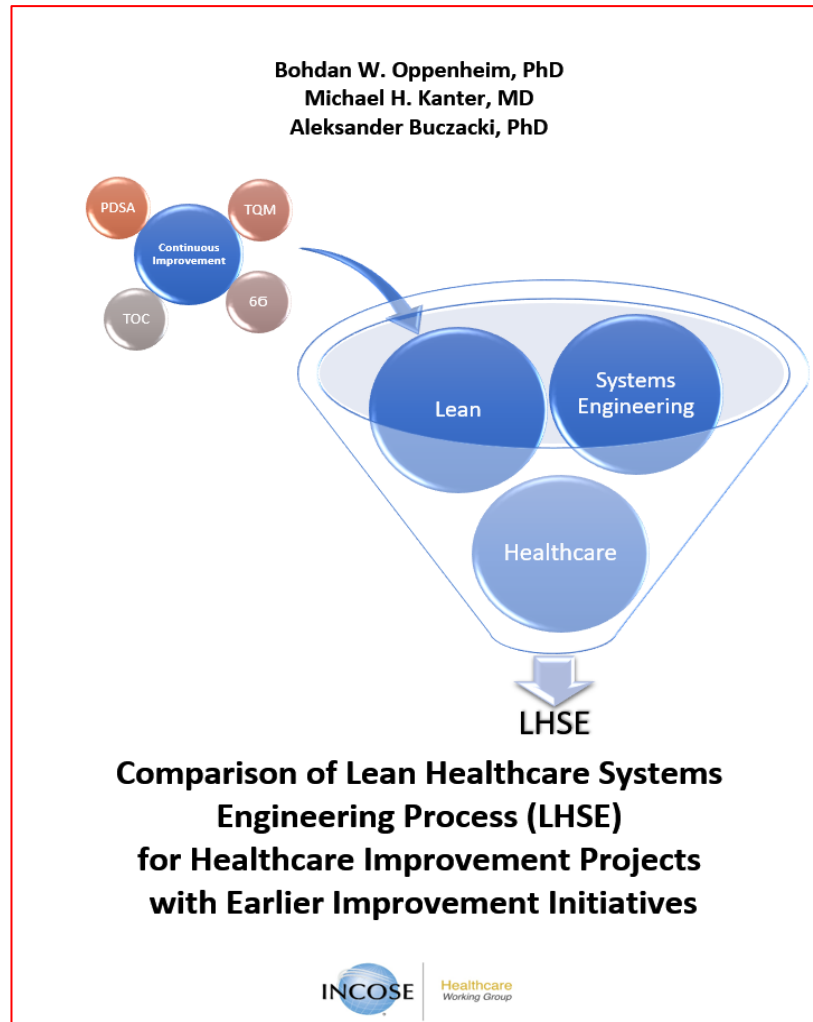 Bohdan W. Oppenheim, PhD
Michael H. Kanter, MD
Aleksander Buczacki, PhD
PDSA
TQM
Continuous
Improvement
TOC
6б
Lean
Systems
Engineering
Healthcare
LHSE
Comparison of Lean Healthcare Systems
Engineering Process (LHSE)
for Healthcare Improvement Projects
with Earlier Improvement Initiatives
INCOSE
Healthcare
Working Group